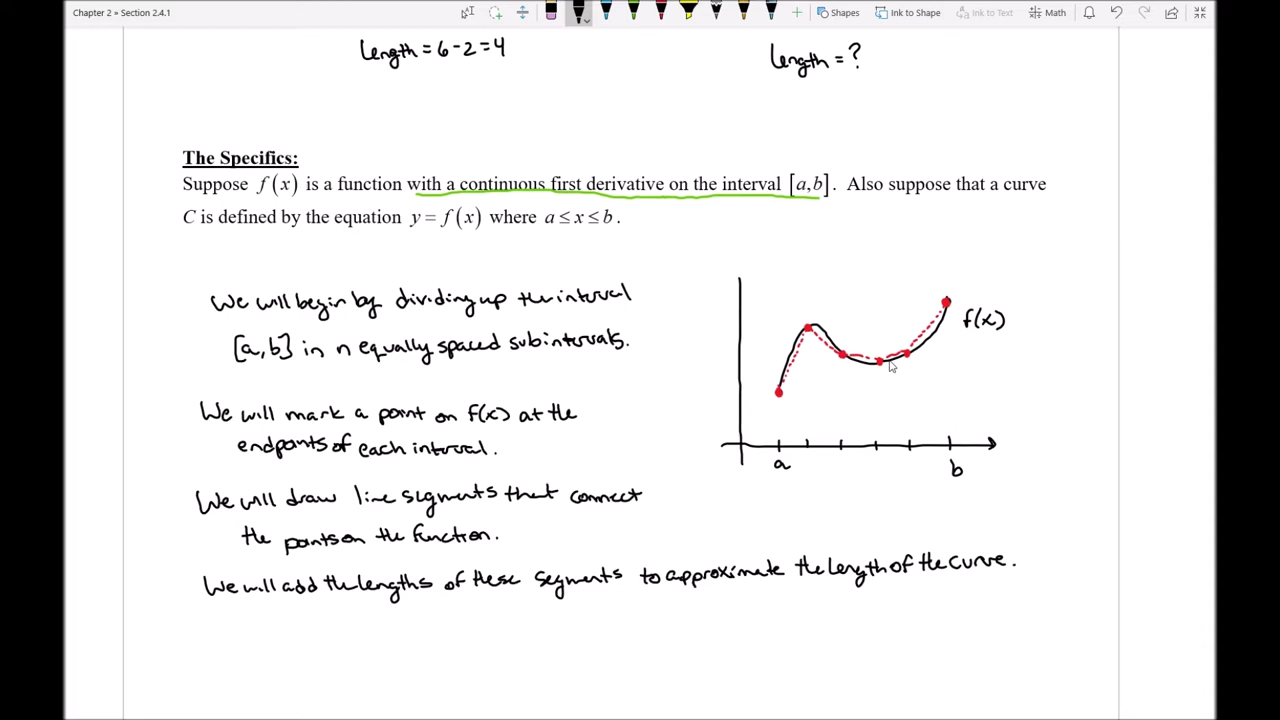 Chapter 2 » Section 2.4.1
Shapes Ink to Shape Ink to Text Math
length = 6 - 2 = 4
length = ?
The Specifics:
Suppose f(x) is a function with a continuous first derivative on the interval [a,b]. Also suppose that a curve
C is defined by the equation y = f(x) where a ≤ x ≤ b.
We will begin by dividing up the interval
[a,b] in n equally spaced subintervals.
We will mark a point on f(x) at the
endpoints of each interval.
We will draw line segments that connect
the points on the function.
We will add the lengths of these segments to approximate the length of the curve.
f(x)
a
b